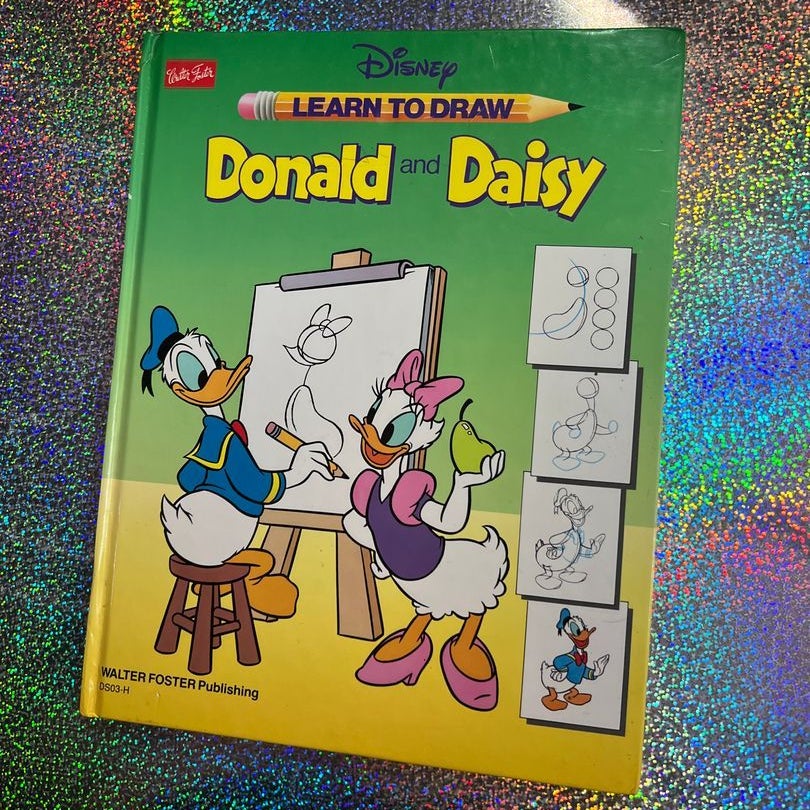 Walter Foster
Disney
LEARN TO DRAW
Donald and Daisy
WALTER FOSTER Publishing
DS03-H